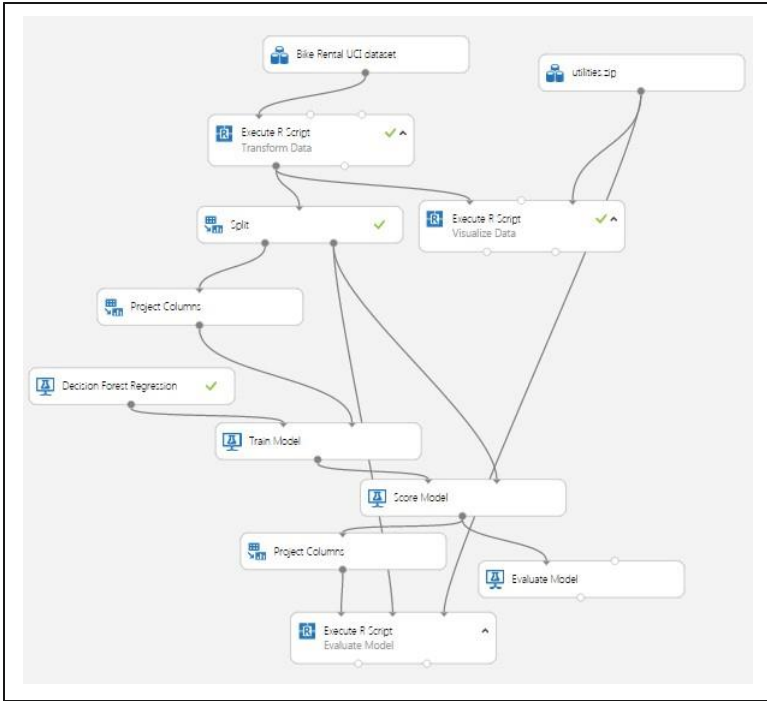 Bike Rental UCI dataset
utilities.zip
Execute R Script
Transform Data
Split
Execute R Script
Visualize Data
Project Columns
Decision Forest Regression
Train Model
Score Model
Project Columns
Evaluate Model
Execute R Script
Evaluate Model